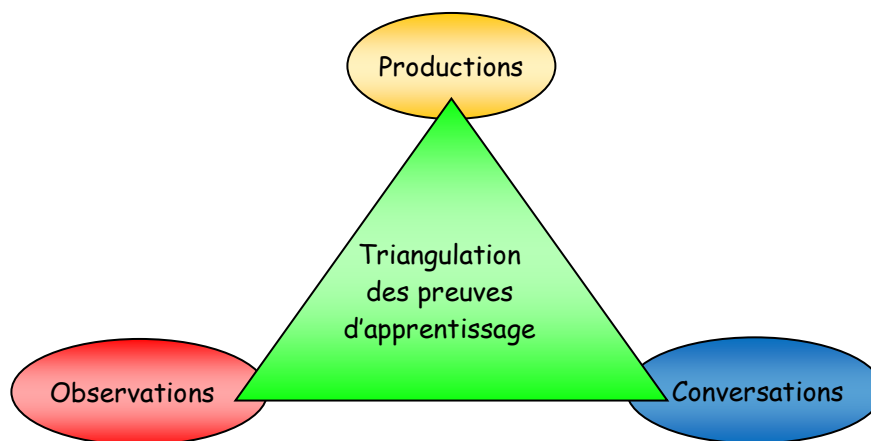 Productions
Triangulation
des preuves
d'apprentissage
Observations
Conversations